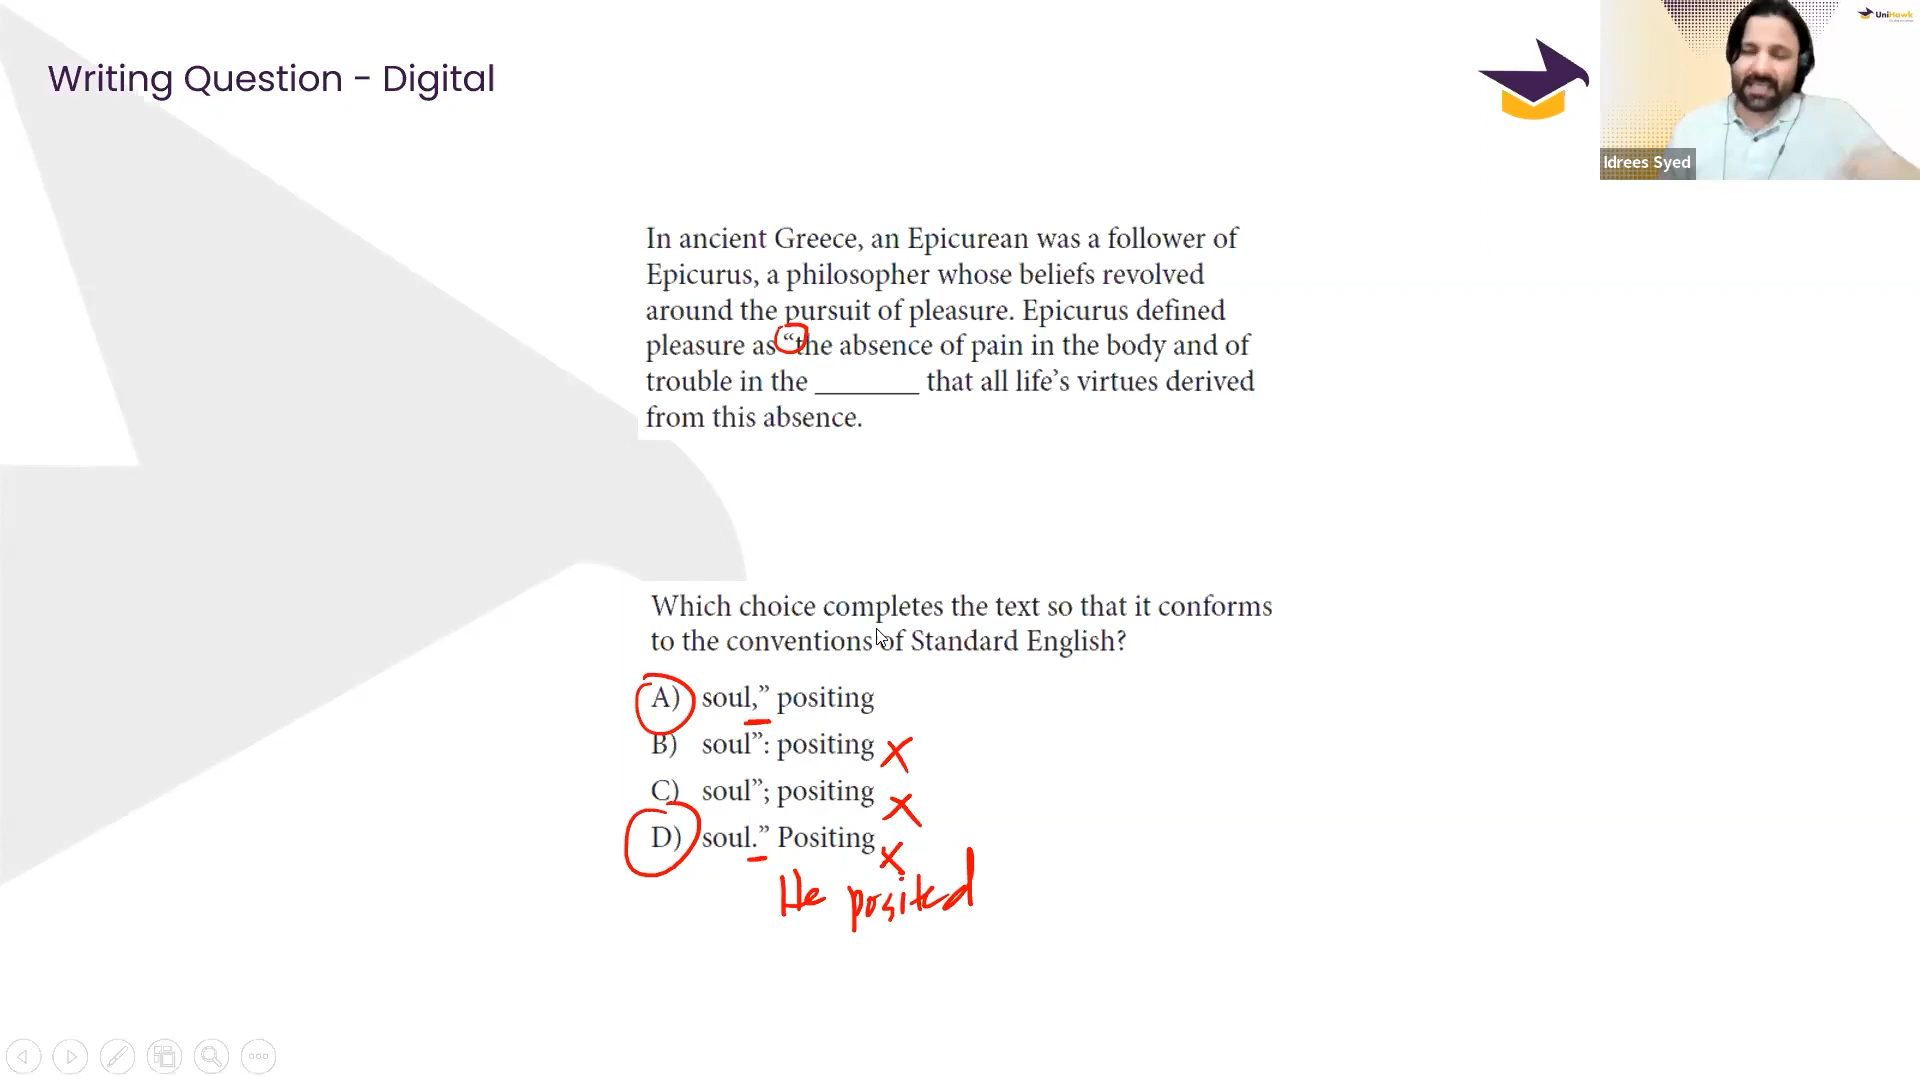 Writing Question - Digital
UniHawk
Idrees Syed
In ancient Greece, an Epicurean was a follower of
Epicurus, a philosopher whose beliefs revolved
around the pursuit of pleasure. Epicurus defined
pleasure as “the absence of pain in the body and of
trouble in the ________ that all life’s virtues derived
from this absence.
Which choice completes the text so that it conforms
to the conventions of Standard English?
A) soul,” positing
B) soul”: positing X
C) soul”; positing X
D) soul.” Positing X
He posited